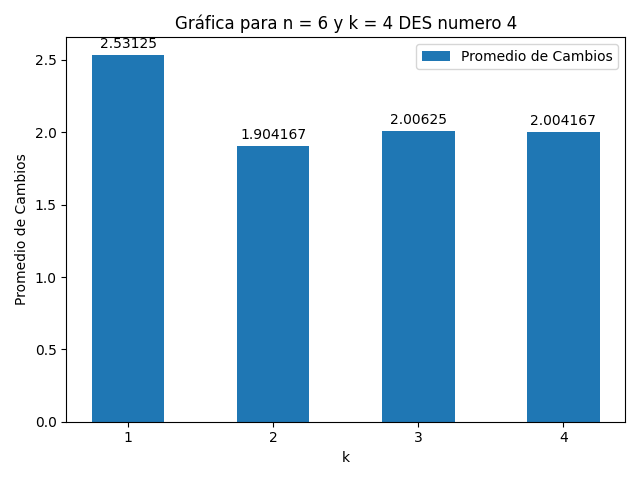 Gráfica para n = 6 y k = 4 DES numero 4
Promedio de Cambios
2.53125
1.904167
2.00625
2.004167
Promedio de Cambios
2.5
2.0
1.5
1.0
0.5
0.0
1 2 3 4
k